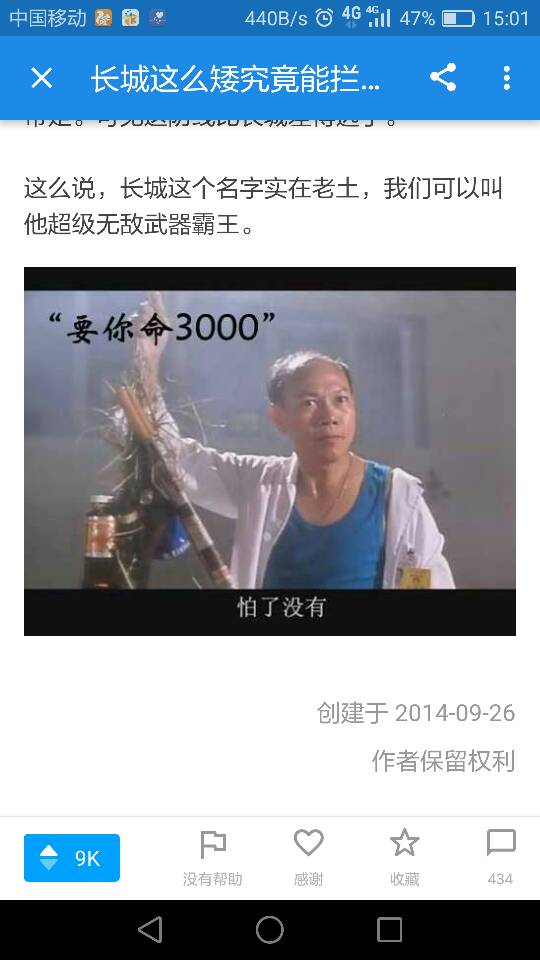 中国移动 440B/s 4G 4G 47% 15:01
长城这么矮究竟能拦...
这么说，长城这个名字实在老土，我们可以叫
他超级无敌武器霸王。
“要你命3000”
怕了没有
创建于 2014-09-26
作者保留权利
9K 没有帮助 感谢 收藏 434